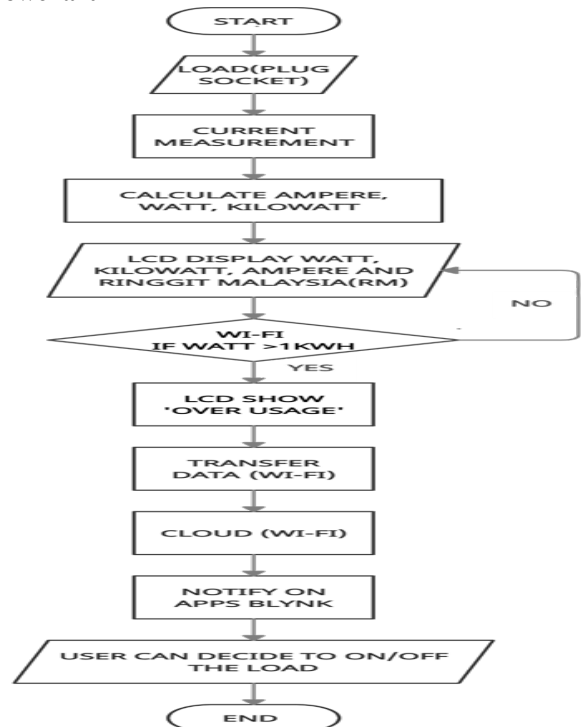 START
LOAD(PLUG
SOCKET)
CURRENT
MEASUREMENT
CALCULATE AMPERE,
WATT, KILOWATT
LCD DISPLAY WATT,
KILOWATT, AMPERE AND
RINGGIT MALAYSIA(RM)
NO
WI-FI
IF WATT >1KWH
YES
LCD SHOW
'OVER USAGE'
TRANSFER
DATA (WI-FI)
CLOUD (WI-FI)
NOTIFY ON
APPS BLYNK
USER CAN DECIDE TO ON/OFF
THE LOAD
END